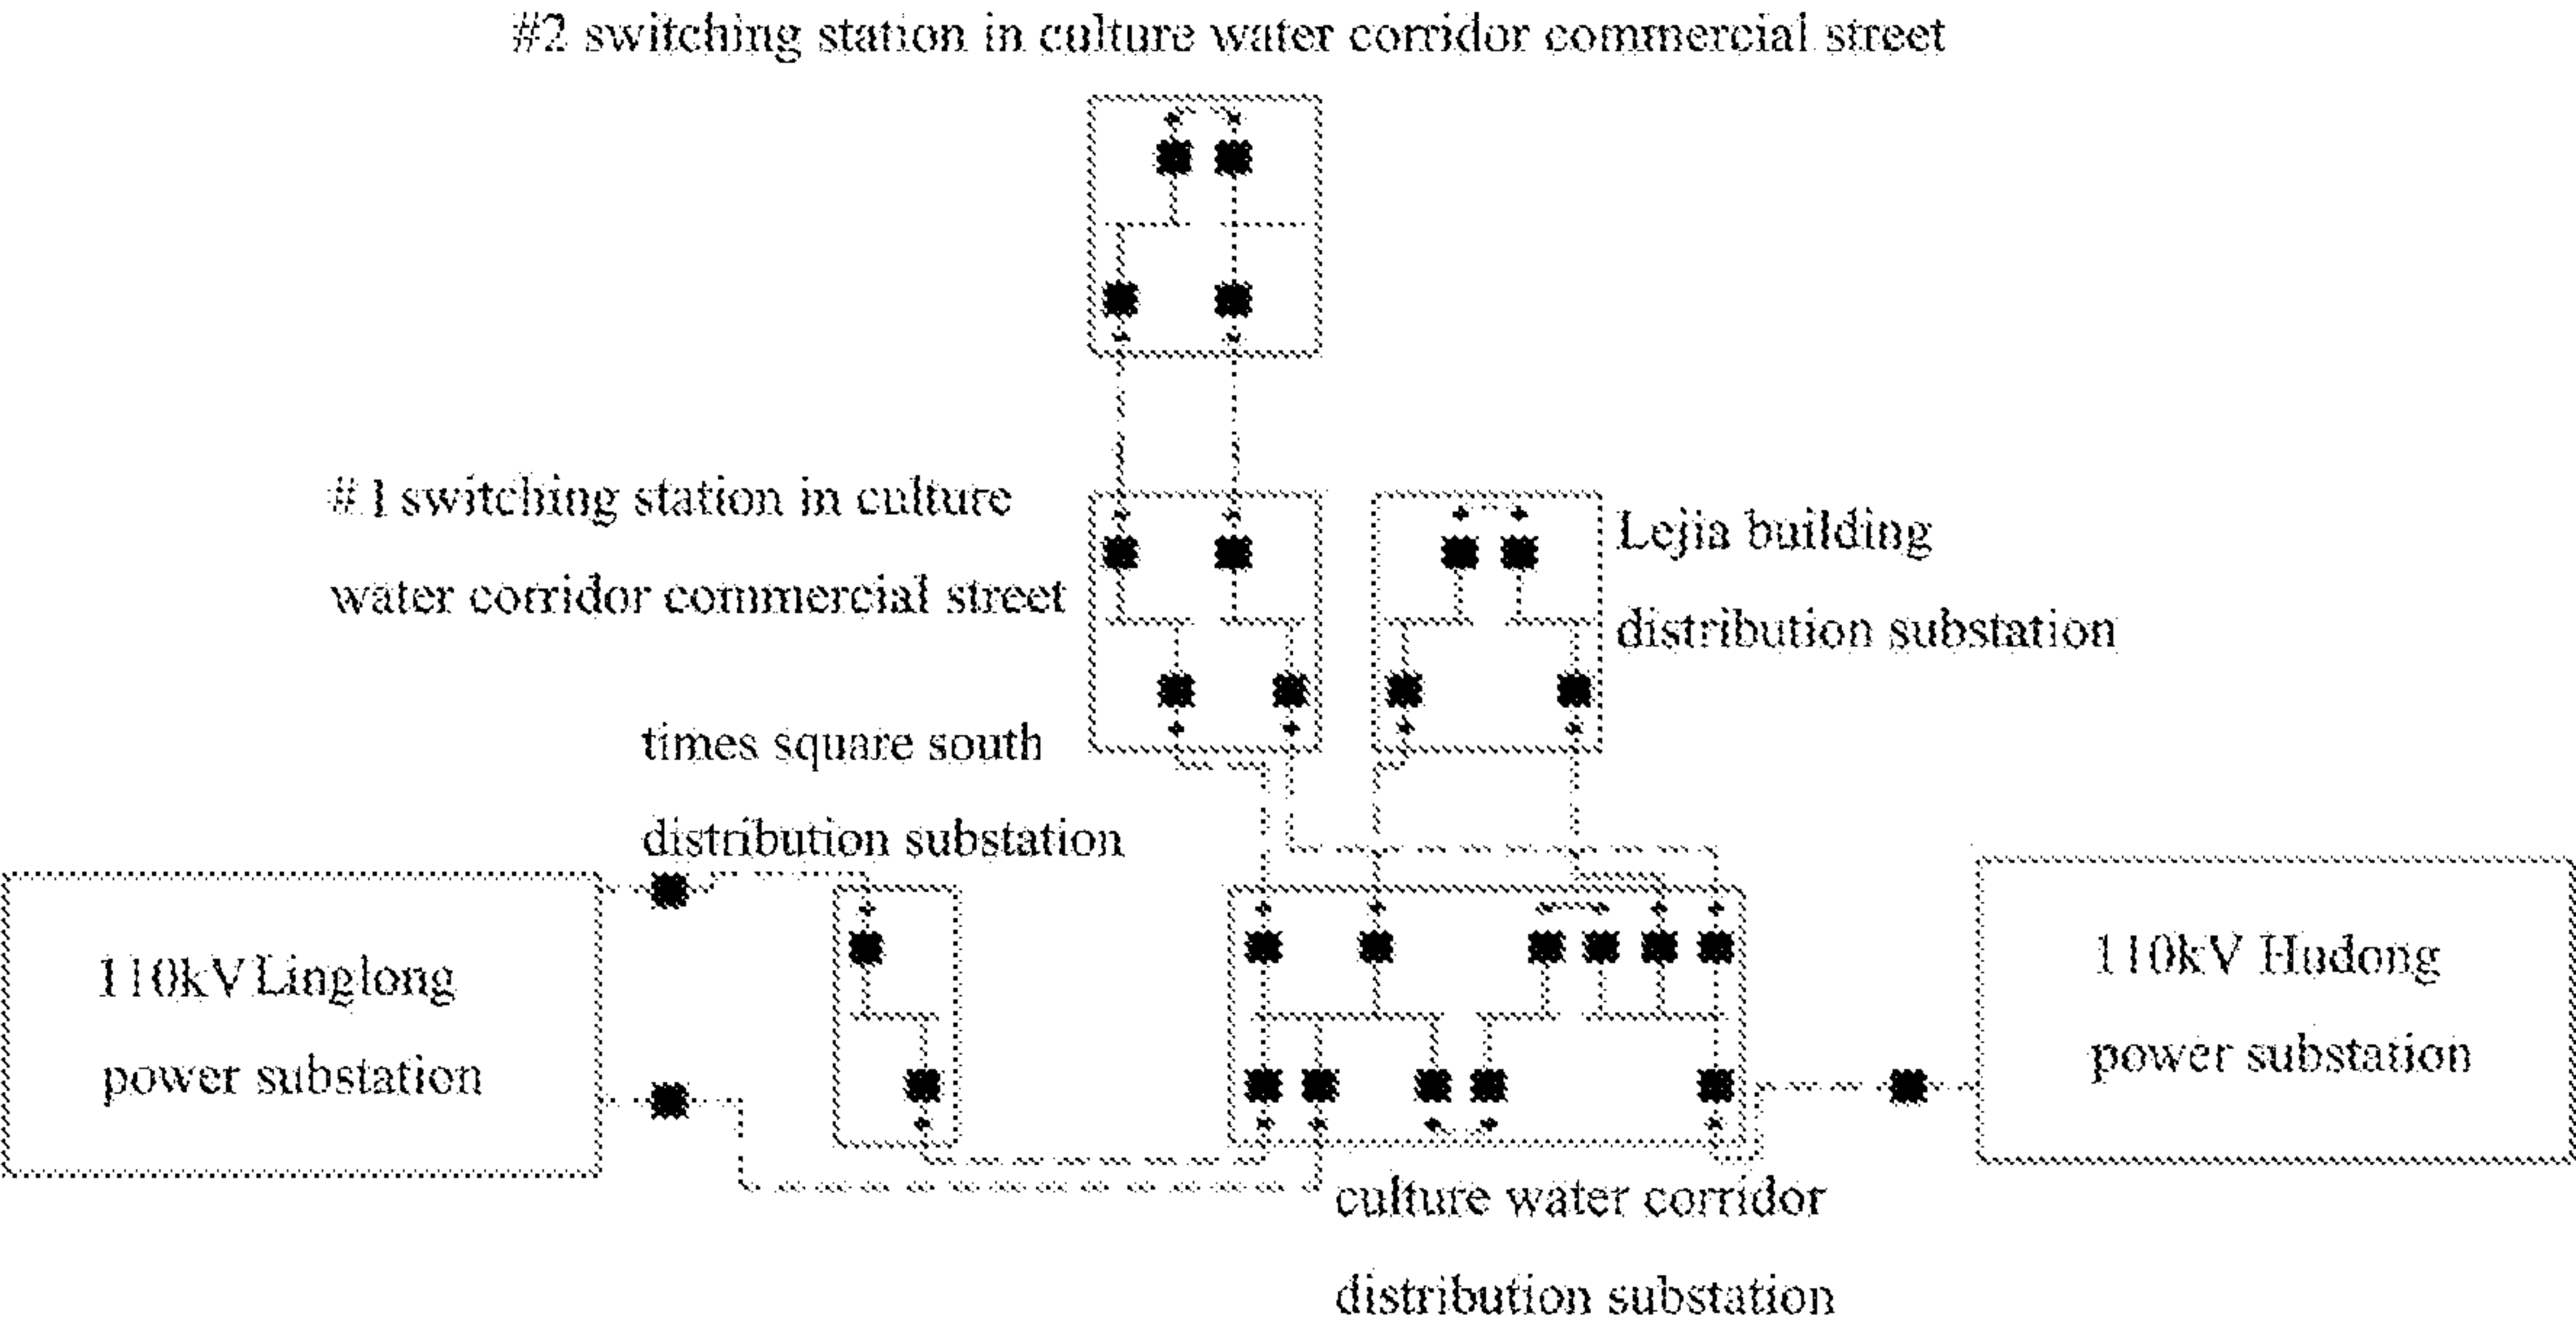 #2 switching station in culture water corridor commercial street
# 1 switching station in culture
water corridor commercial street
Lejia building
distribution substation
times square south
distribution substation
110kV Linglong
power substation
110kV Hudong
power substation
culture water corridor
distribution substation